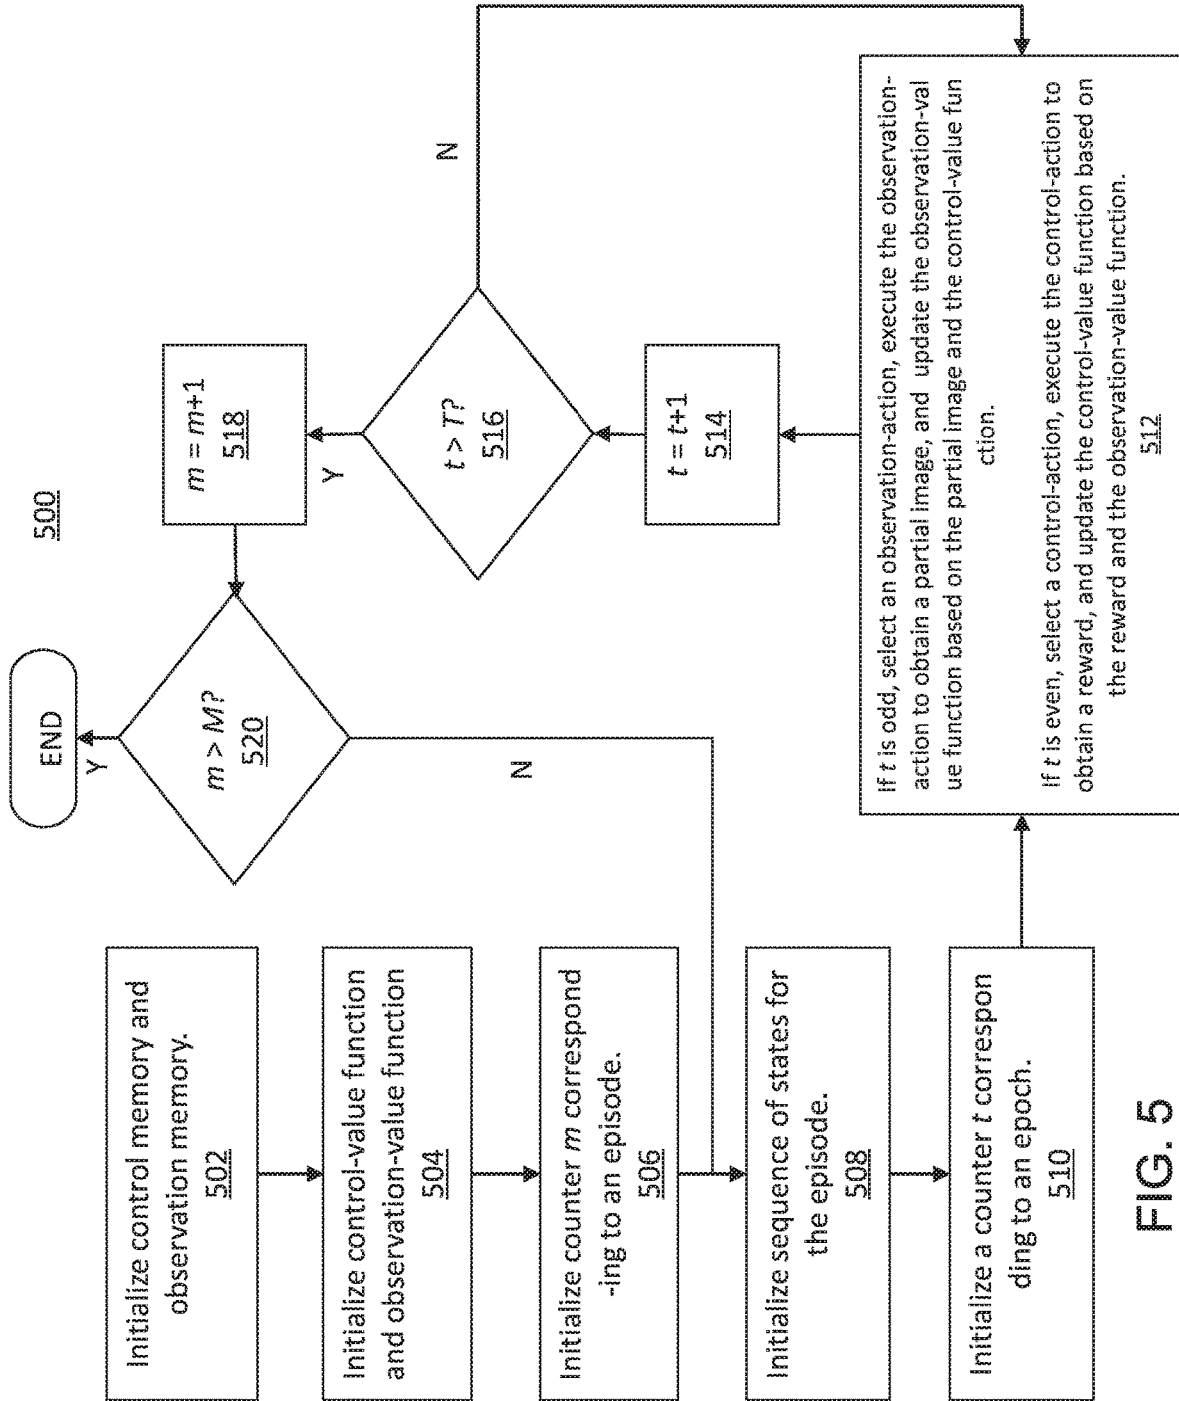 500
Initialize control memory and
observation memory.
502
Initialize control-value function
and observation-value function
504
Initialize counter m correspond
-ing to an episode.
506
Initialize sequence of states for
the episode.
508
Initialize a counter t correspon
ding to an epoch.
510
If t is odd, select an observation-action, execute the observation-
action to obtain a partial image, and update the observation-val
ue function based on the partial image and the control-value fun
ction.
If t is even, select a control-action, execute the control-action to
obtain a reward, and update the control-value function based on
the reward and the observation-value function.
512
t = t+1
514
t > T?
516
N
Y
m = m+1
518
m > M?
520
N
Y
END
FIG. 5